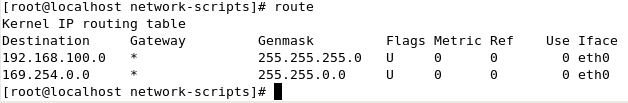 [root@localhost network-scripts]# route
Kernel IP routing table
Destination     Gateway         Genmask         Flags Metric Ref    Use Iface
192.168.100.0   *               255.255.255.0   U     0      0        0 eth0
169.254.0.0     *               255.255.0.0     U     0      0        0 eth0
[root@localhost network-scripts]#